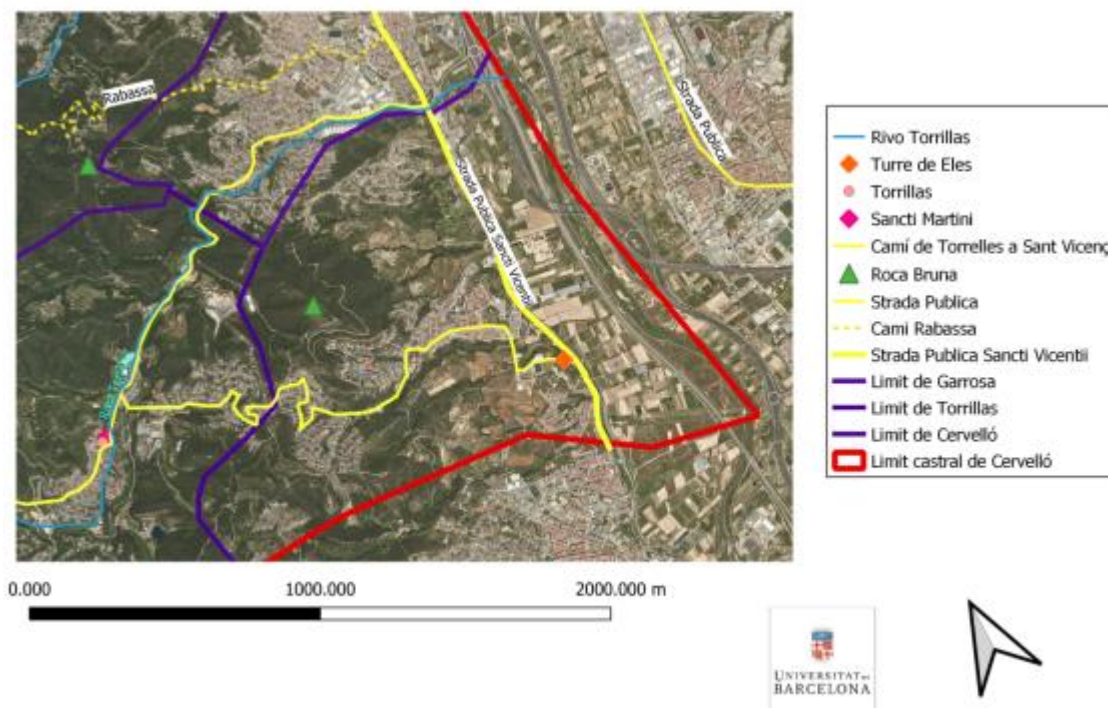 Rabassa
Strada Publica
Strada Publica Sancti Vicentii
Rivo Torrillas
Turre de Eles
Torrillas
Sancti Martini
Camí de Torrelles a Sant Vicenç
Roca Bruna
Strada Publica
Cami Rabassa
Strada Publica Sancti Vicentii
Limit de Garrosa
Limit de Torrillas
Limit de Cervelló
Limit castral de Cervelló
0.000 1000.000 2000.000 m
UNIVERSITAT DE
BARCELONA